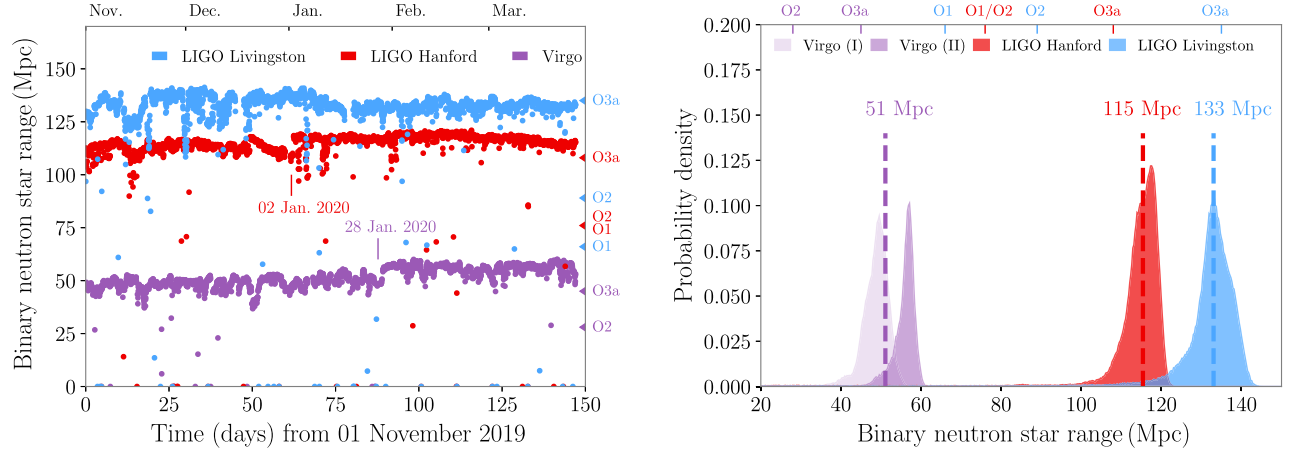 Nov. Dec. Jan. Feb. Mar.
LIGO Livingston LIGO Hanford Virgo
Binary neutron star range (Mpc)
150
125
100
75
50
25
0
02 Jan. 2020
28 Jan. 2020
O3a
O3a
O2
O2
O1
O1
O3a
O2
0 25 50 75 100 125 150
Time (days) from 01 November 2019
O2 O3a O1 O1/O2 O2 O3a O3a
Virgo (I) Virgo (II) LIGO Hanford LIGO Livingston
51 Mpc 115 Mpc 133 Mpc
Probability density
0.200
0.175
0.150
0.125
0.100
0.075
0.050
0.025
0.000
20 40 60 80 100 120 140
Binary neutron star range (Mpc)